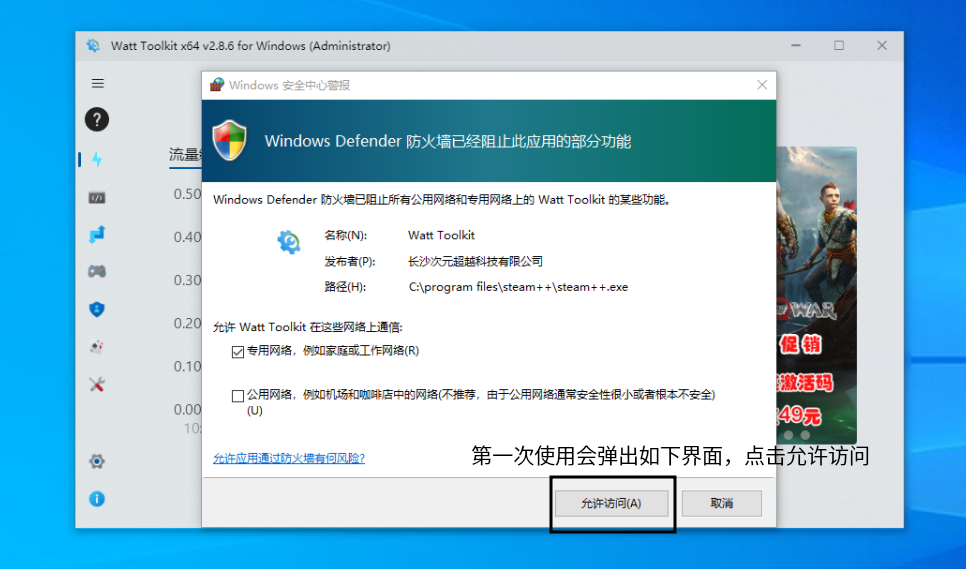 Watt Toolkit x64 v2.8.6 for Windows (Administrator)
Windows 安全中心警报
Windows Defender 防火墙已经阻止此应用的部分功能
流量
Windows Defender 防火墙已阻止所有公用网络和专用网络上的 Watt Toolkit 的某些功能。
名称(N): Watt Toolkit
发布者(P): 长沙次元超越科技有限公司
路径(H): C:\program files\steam++\steam++.exe
0.50
0.40
0.30
0.20
0.10
0.00
10:
允许 Watt Toolkit 在这些网络上通信:
专用网络，例如家庭或工作网络(R)
公用网络，例如机场和咖啡店中的网络(不推荐，由于公用网络通常安全性很小或者根本不安全)
(U)
允许应用通过防火墙有何风险?
WAR
促销
激活码
49元
第一次使用会弹出如下界面，点击允许访问
允许访问(A)
取消